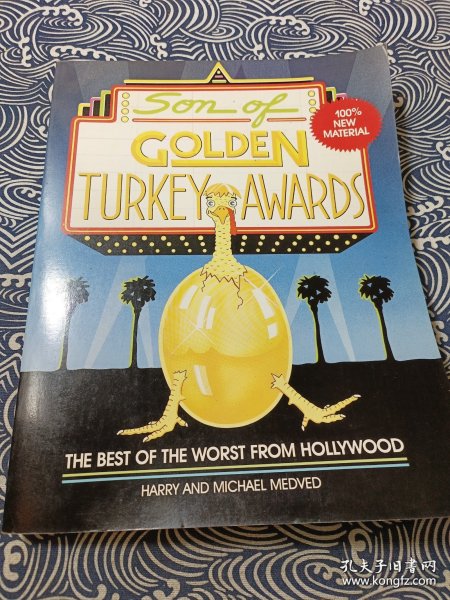 Son of
GOLDEN
TURKEY AWARDS
100%
NEW
MATERIAL
THE BEST OF THE WORST FROM HOLLYWOOD
HARRY AND MICHAEL MEDVED
孔夫子旧书网
www.kongfz.com